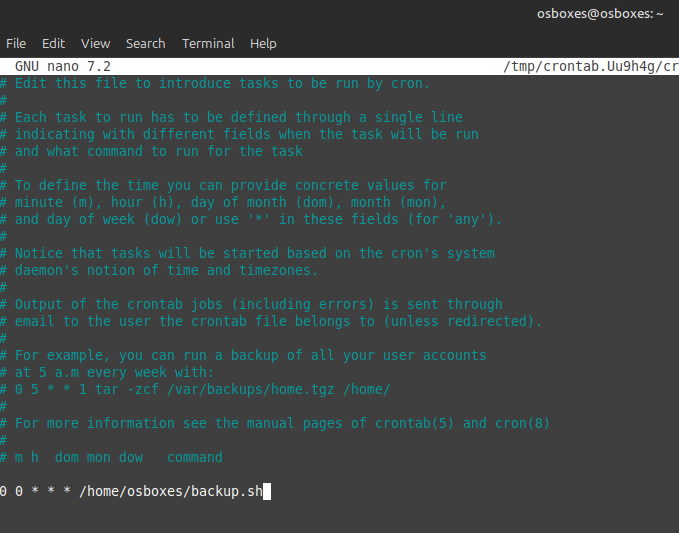 osboxes@osboxes: ~
File Edit View Search Terminal Help
GNU nano 7.2 /tmp/crontab.Uu9h4g/cr
# Edit this file to introduce tasks to be run by cron.
#
# Each task to run has to be defined through a single line
# indicating with different fields when the task will be run
# and what command to run for the task
#
# To define the time you can provide concrete values for
# minute (m), hour (h), day of month (dom), month (mon),
# and day of week (dow) or use '*' in these fields (for 'any').
#
# Notice that tasks will be started based on the cron's system
# daemon's notion of time and timezones.
#
# Output of the crontab jobs (including errors) is sent through
# email to the user the crontab file belongs to (unless redirected).
#
# For example, you can run a backup of all your user accounts
# at 5 a.m every week with:
# 0 5 * * 1 tar -zcf /var/backups/home.tgz /home/
#
# For more information see the manual pages of crontab(5) and cron(8)
#
# m h  dom mon dow   command
0 0 * * * /home/osboxes/backup.sh